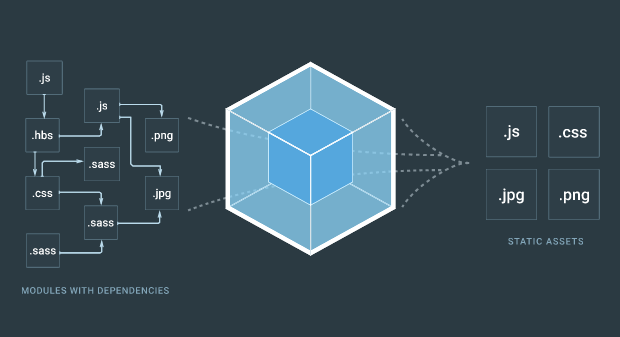 .js
.js
.hbs
.png
.sass
.css
.jpg
.sass
.sass
MODULES WITH DEPENDENCIES
.js
.css
.jpg
.png
STATIC ASSETS